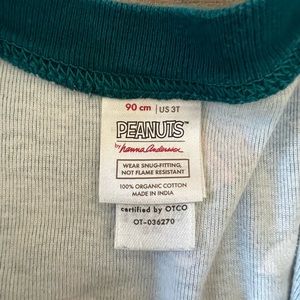 90 cm | US 3T
PEANUTS™
by hanna andersson
WEAR SNUG-FITTING,
NOT FLAME RESISTANT
100% ORGANIC COTTON
MADE IN INDIA
certified by OTCO
OT-036270